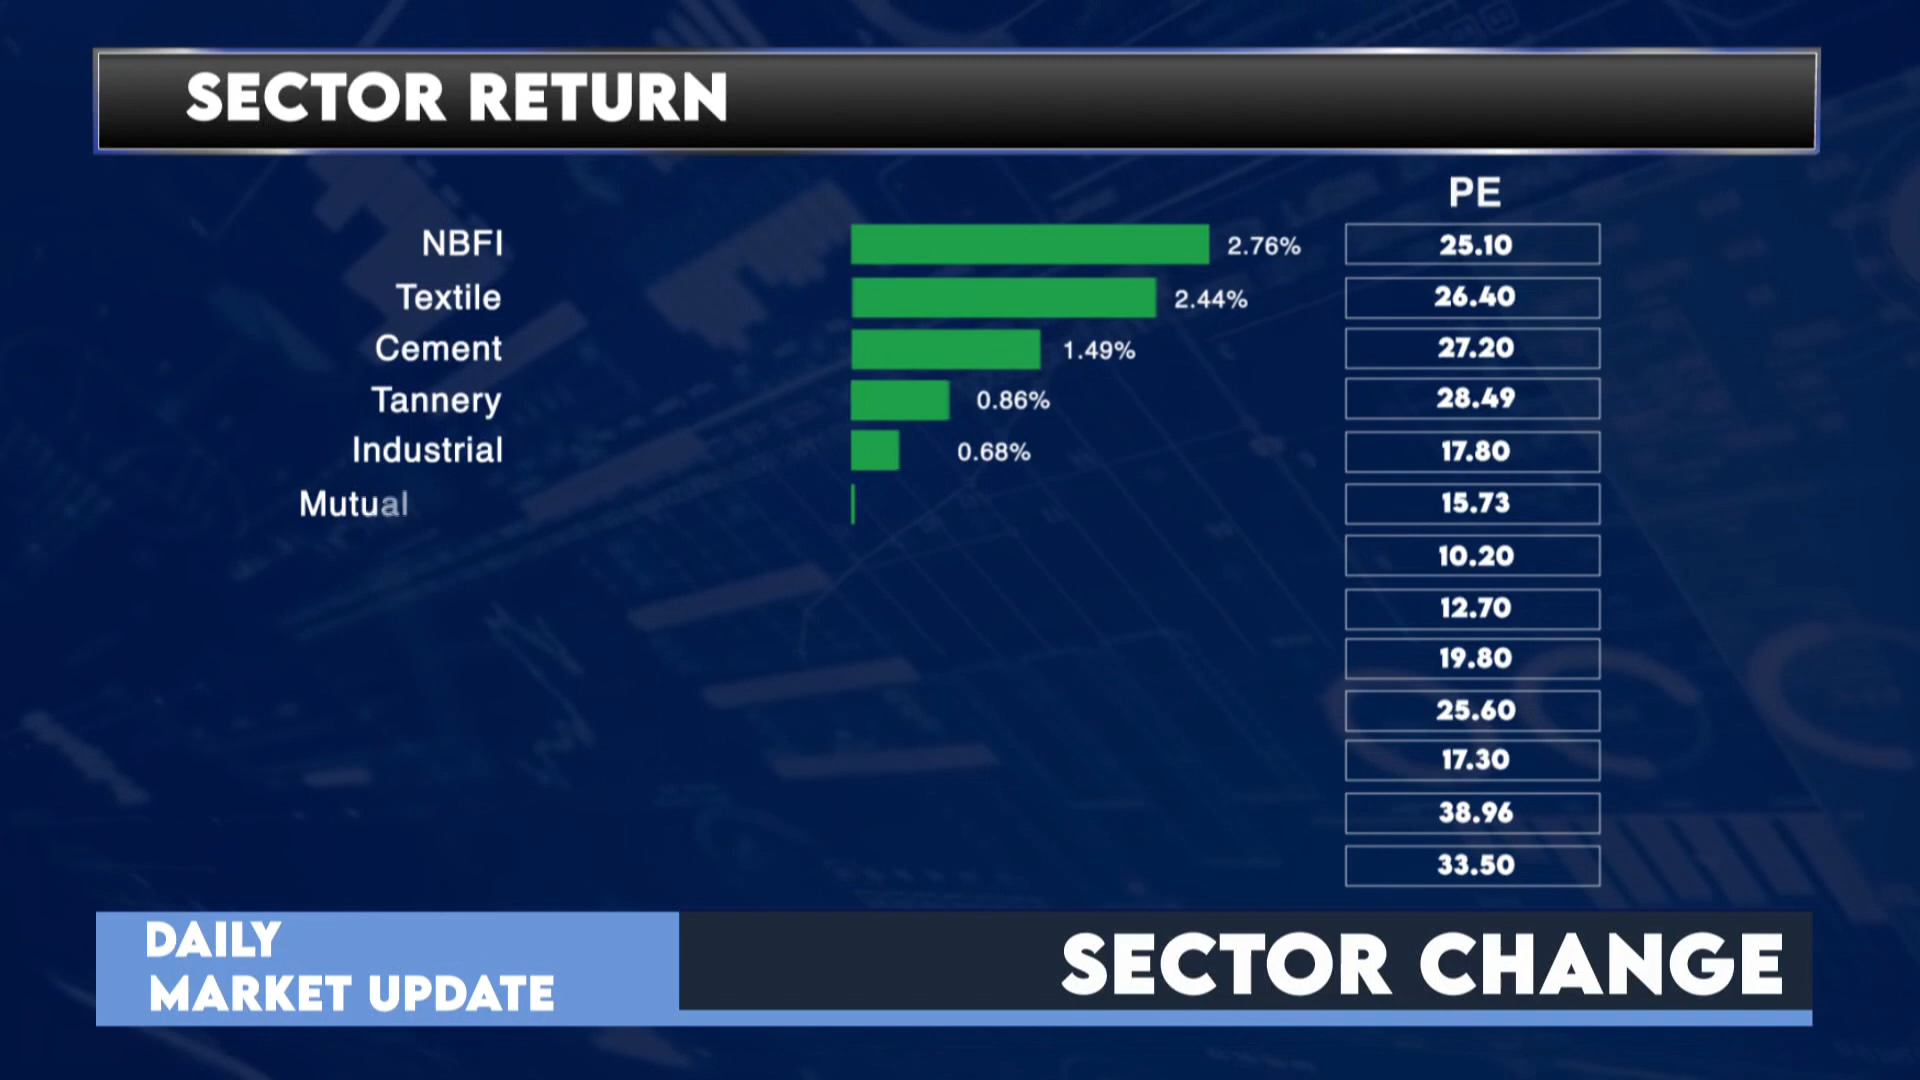 SECTOR RETURN
PE
NBFI 2.76% 25.10
Textile 2.44% 26.40
Cement 1.49% 27.20
Tannery 0.86% 28.49
Industrial 0.68% 17.80
Mutual 15.73
10.20
12.70
19.80
25.60
17.30
38.96
33.50
DAILY
MARKET UPDATE
SECTOR CHANGE